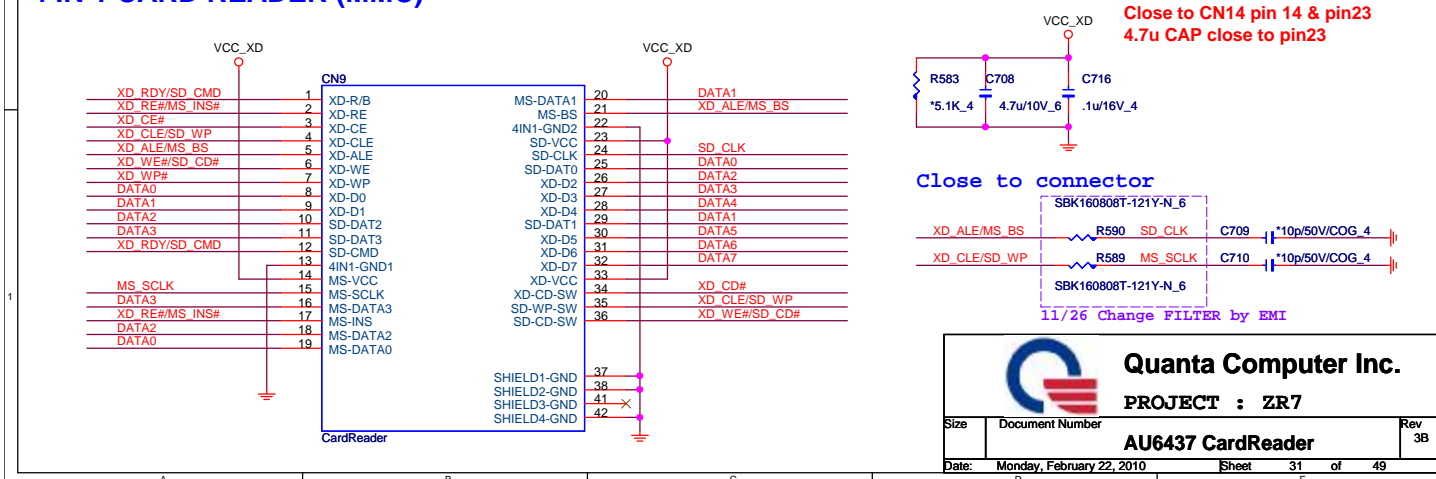 VCC_XD
Close to CN14 pin 14 & pin23
4.7u CAP close to pin23
VCC_XD
VCC_XD
CN9
R583
C708
C716
*5.1K_4
4.7u/10V_6
.1u/16V_4
XD_RDY/SD_CMD 1 XD-R/B
XD_RE#/MS_INS# 2 XD-RE
XD_CE# 3 XD-CE
XD_CLE/SD_WP 4 XD-CLE
XD_ALE/MS_BS 5 XD-ALE
XD_WE#/SD_CD# 6 XD-WE
XD_WP# 7 XD-WP
DATA0 8 XD-D0
DATA1 9 XD-D1
DATA2 10 SD-DAT2
DATA3 11 SD-DAT3
XD_RDY/SD_CMD 12 SD-CMD
13 4IN1-GND1
14 MS-VCC
MS_SCLK 15 MS-SCLK
DATA3 16 MS-DATA3
XD_RE#/MS_INS# 17 MS-INS
DATA2 18 MS-DATA2
DATA0 19 MS-DATA0
MS-DATA1 20 DATA1
MS-BS 21 XD_ALE/MS_BS
4IN1-GND2 22
SD-VCC 23
SD-CLK 24 SD_CLK
SD-DAT0 25 DATA0
XD-D2 26 DATA2
XD-D3 27 DATA3
XD-D4 28 DATA4
SD-DAT1 29 DATA1
XD-D5 30 DATA5
XD-D6 31 DATA6
XD-D7 32 DATA7
XD-VCC 33
XD-CD-SW 34 XD_CD#
SD-WP-SW 35 XD_CLE/SD_WP
SD-CD-SW 36 XD_WE#/SD_CD#
SHIELD1-GND 37
SHIELD2-GND 38
SHIELD3-GND 41
SHIELD4-GND 42
CardReader
Close to connector
SBK160808T-121Y-N_6
XD_ALE/MS_BS R590 SD_CLK C709 *10p/50V/COG_4
XD_CLE/SD_WP R589 MS_SCLK C710 *10p/50V/COG_4
SBK160808T-121Y-N_6
11/26 Change FILTER by EMI
1
Quanta Computer Inc.
PROJECT : ZR7
Size Document Number Rev
AU6437 CardReader 3B
Date: Monday, February 22, 2010 Sheet 31 of 49